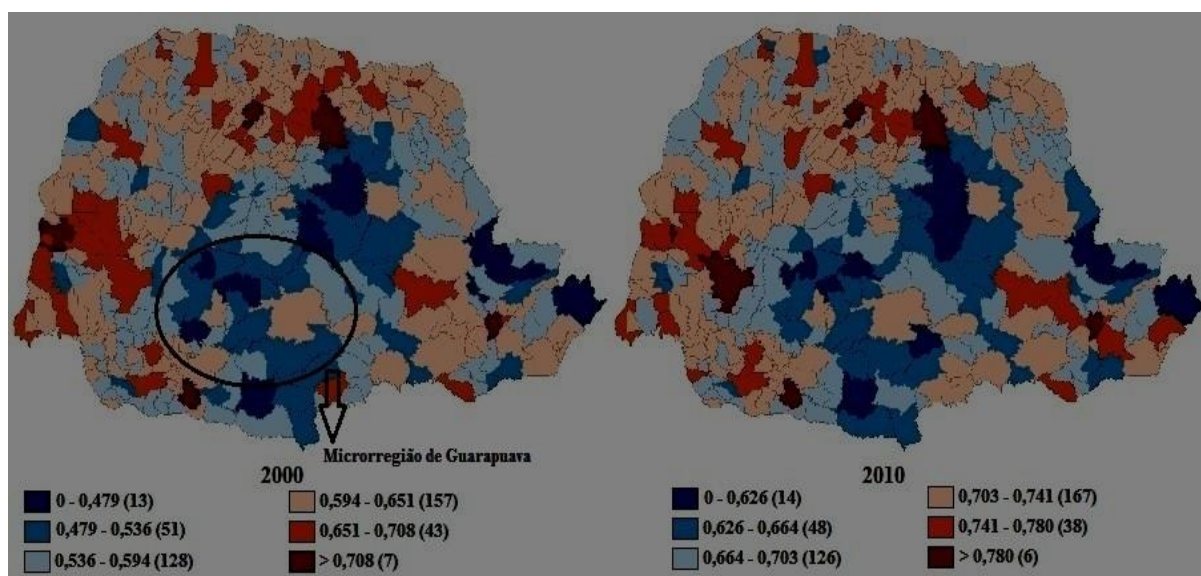 Microrregião de Guarapuava
2000
0 - 0,479 (13)
0,479 - 0,536 (51)
0,536 - 0,594 (128)
0,594 - 0,651 (157)
0,651 - 0,708 (43)
> 0,708 (7)
2010
0 - 0,626 (14)
0,626 - 0,664 (48)
0,664 - 0,703 (126)
0,703 - 0,741 (167)
0,741 - 0,780 (38)
> 0,780 (6)